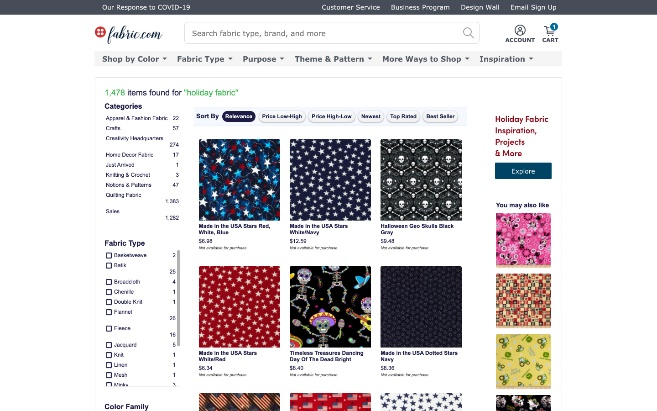 Our Response to COVID-19
Customer Service
Business Program
Design Wall
Email Sign Up
fabric.com
Search fabric type, brand, and more
ACCOUNT
1
CART
Shop by Color
Fabric Type
Purpose
Theme & Pattern
More Ways to Shop
Inspiration
1,478 items found for "holiday fabric"
Categories
Apparel & Fashion Fabric 22
Crafts 57
Creativity Headquarters
274
Home Decor Fabric 17
Just Arrived 1
Knitting & Crochet 3
Notions & Patterns 47
Quilting Fabric
1,383
Sales
1,262
Fabric Type
Basketweave 2
Batik
25
Broadcloth 4
Chenille 1
Double Knit 1
Flannel
26
Fleece
16
Jacquard 5
Knit 1
Linen 1
Mesh 1
Minky 3
Color Family
Sort By
Relevance
Price Low-High
Price High-Low
Newest
Top Rated
Best Seller
Made in the USA Stars Red,
White, Blue
$6.98
Not available for purchase
Made in the USA Stars
White/Navy
$12.59
Not available for purchase
Halloween Geo Skulls Black
Gray
$9.48
Not available for purchase
Made in the USA Stars
White/Red
$6.34
Not available for purchase
Timeless Treasures Dancing
Day Of The Dead Bright
$8.40
Not available for purchase
Made in the USA Dotted Stars
Navy
$8.36
Not available for purchase
Holiday Fabric
Inspiration,
Projects
& More
Explore
You may also like